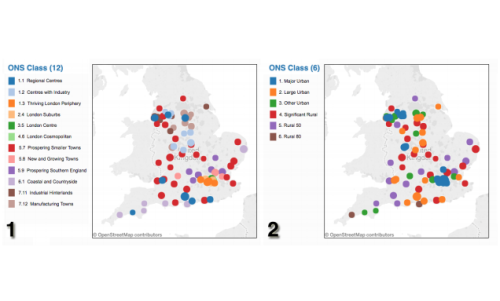 ONS Class (12)
1.1 Regional Centres
1.2 Centres with Industry
1.3 Thriving London Periphery
2.4 London Suburbs
3.5 London Centre
4.6 London Cosmopolitan
5.7 Prospering Smaller Towns
5.8 New and Growing Towns
5.9 Prospering Southern England
6.1 Coastal and Countryside
7.11 Industrial Hinterlands
7.12 Manufacturing Towns
© OpenStreetMap contributors
1
ONS Class (6)
1. Major Urban
2. Large Urban
3. Other Urban
4. Significant Rural
5. Rural 50
6. Rural 80
© OpenStreetMap contributors
2